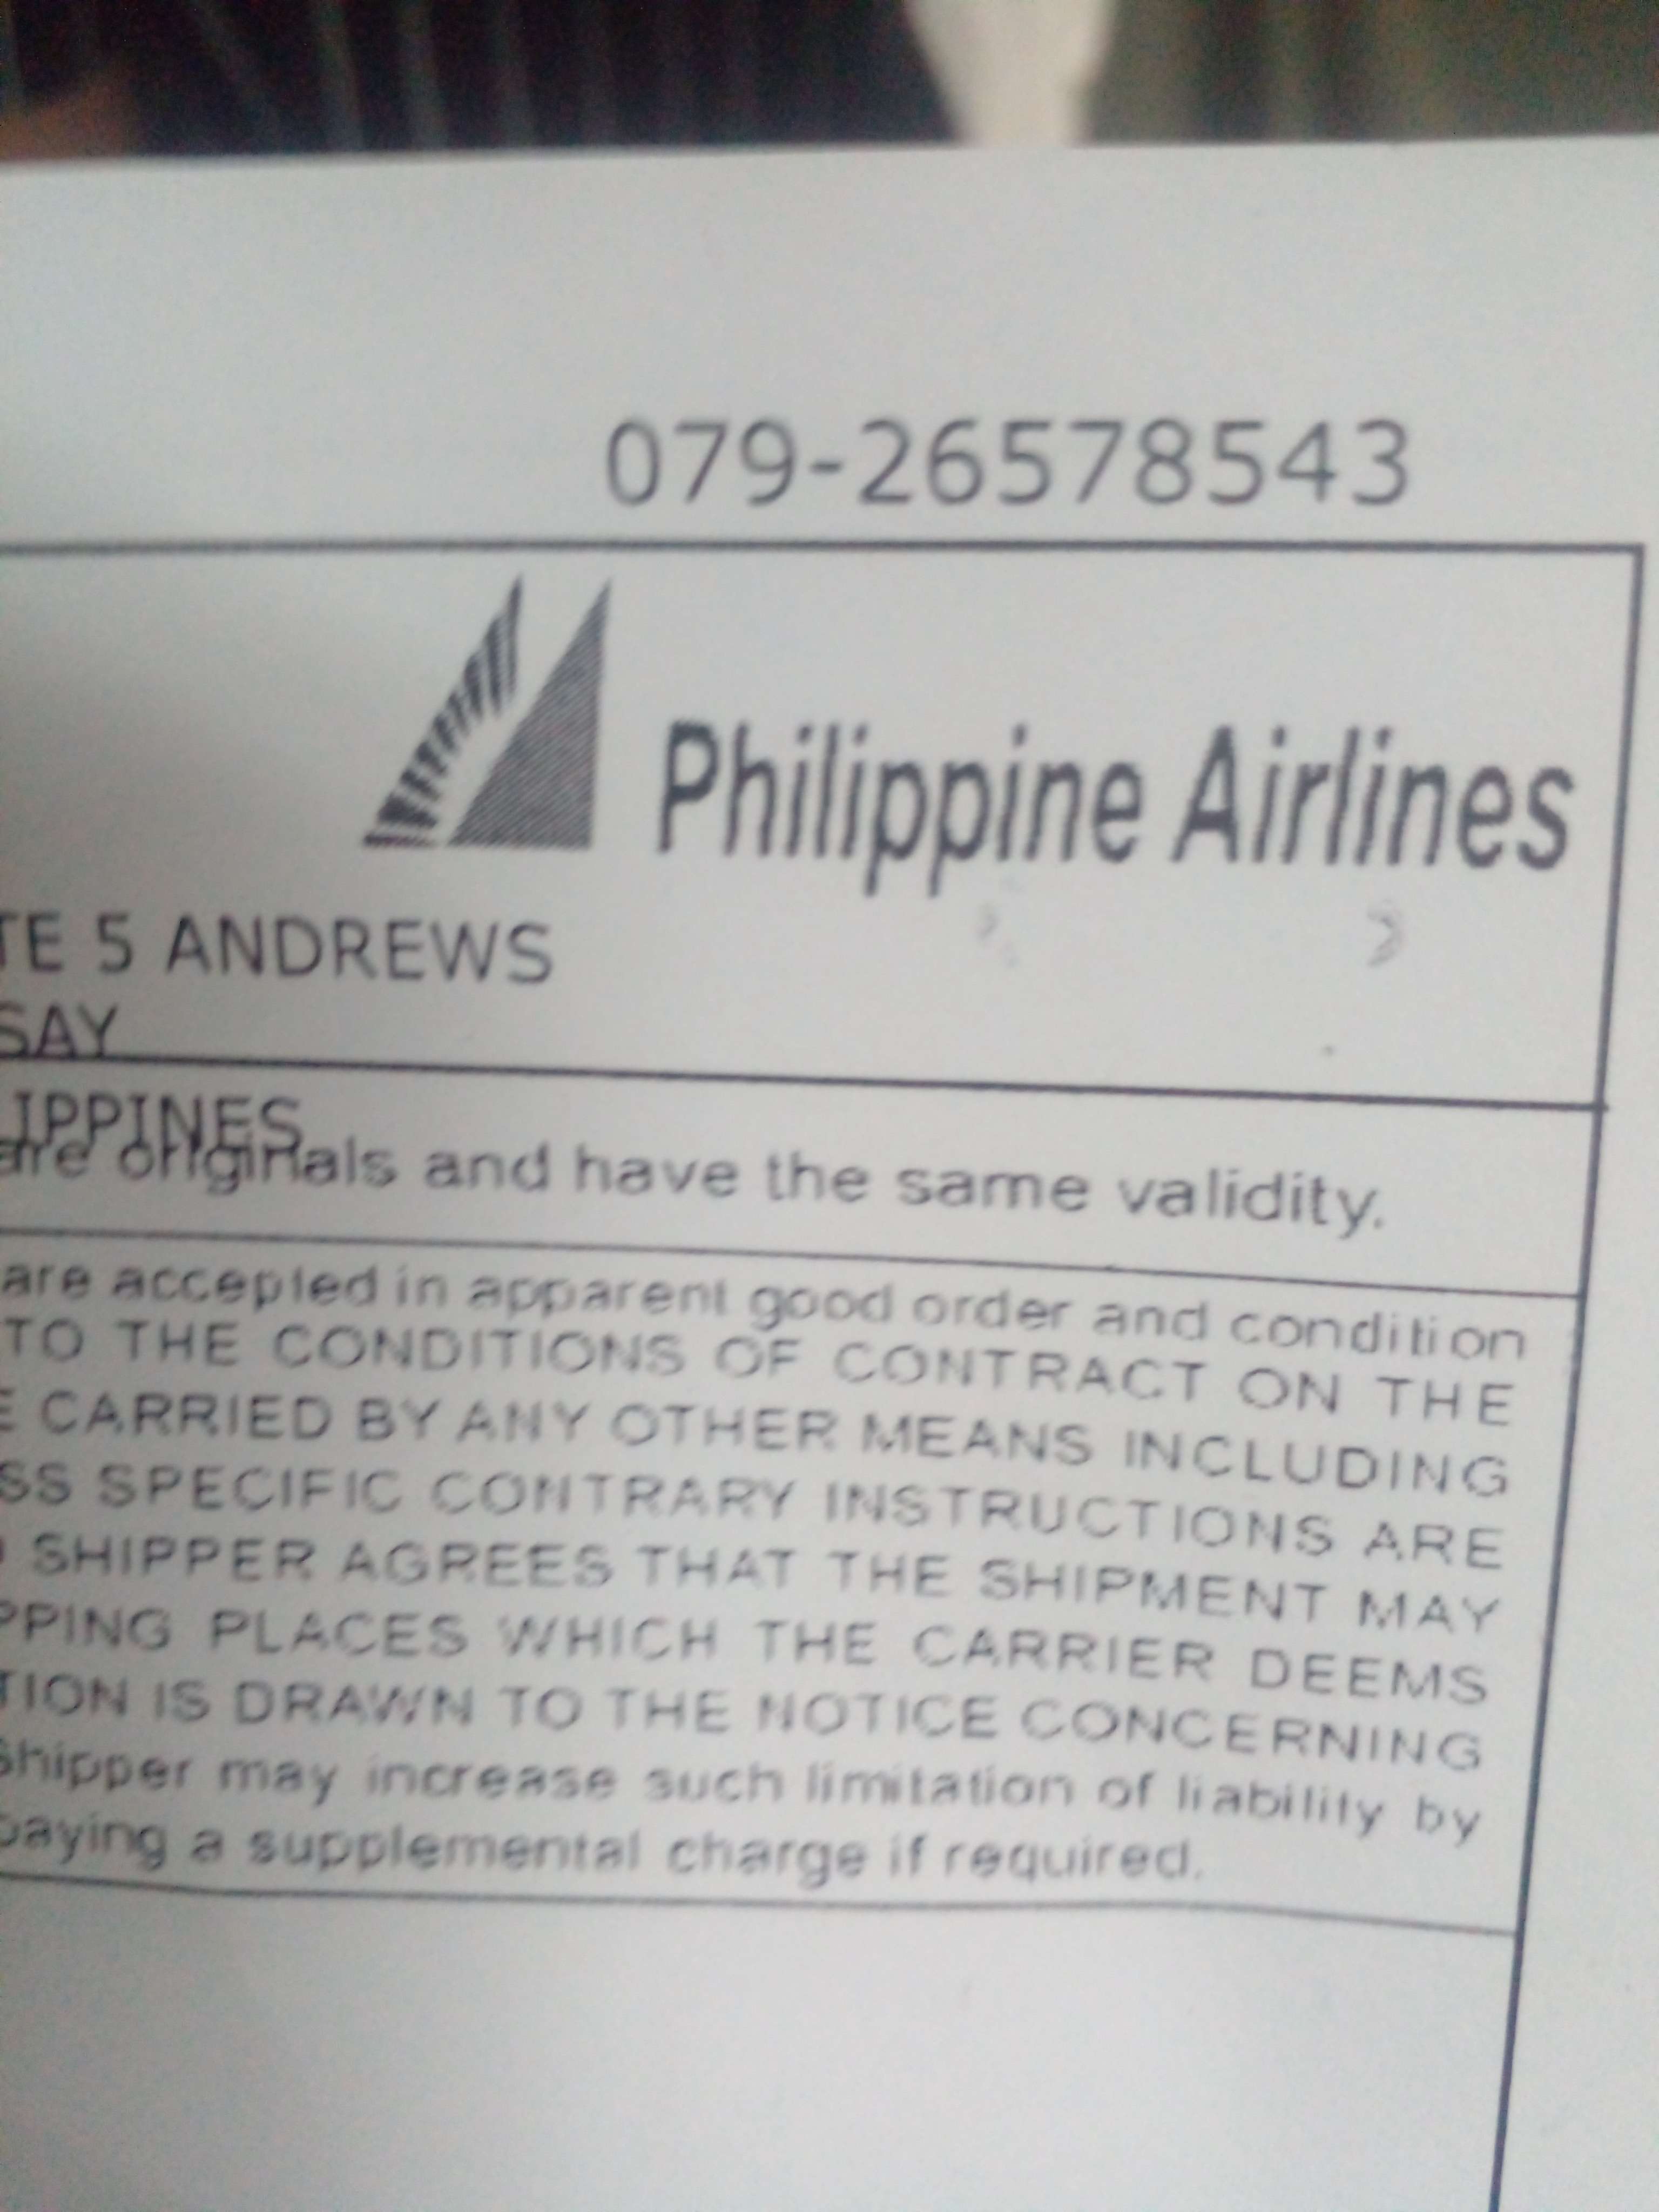 079-26578543
Philippine Airlines
TE 5 ANDREWS
SAY
LIPPINES
are originals and have the same validity.
are accepted in apparent good order and condition
TO THE CONDITIONS OF CONTRACT ON THE
E CARRIED BY ANY OTHER MEANS INCLUDING
SS SPECIFIC CONTRARY INSTRUCTIONS ARE
SHIPPER AGREES THAT THE SHIPMENT MAY
PPING PLACES WHICH THE CARRIER DEEMS
TION IS DRAWN TO THE NOTICE CONCERNING
Shipper may increase such limitation of liability by
paying a supplemental charge if required.